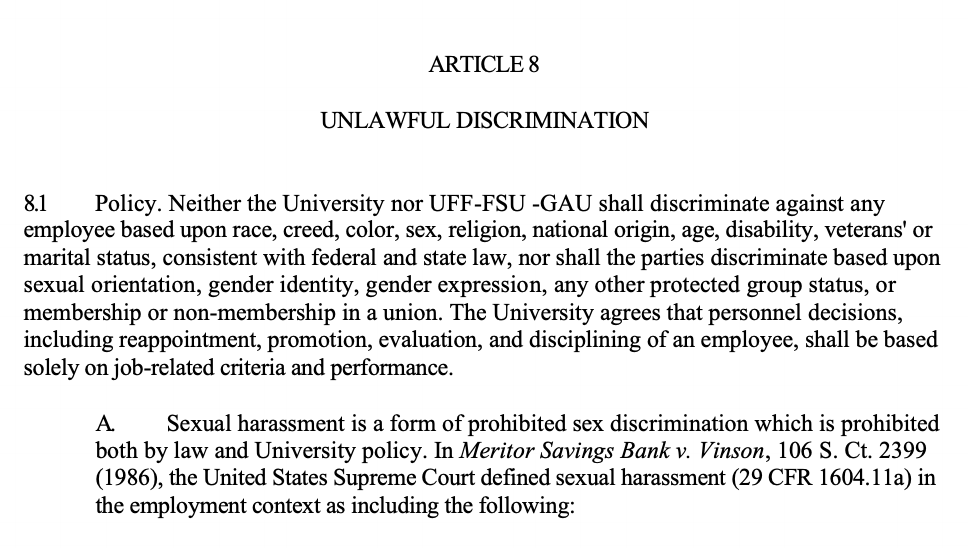 ARTICLE 8
UNLAWFUL DISCRIMINATION
8.1 Policy. Neither the University nor UFF-FSU -GAU shall discriminate against any
employee based upon race, creed, color, sex, religion, national origin, age, disability, veterans' or
marital status, consistent with federal and state law, nor shall the parties discriminate based upon
sexual orientation, gender identity, gender expression, any other protected group status, or
membership or non-membership in a union. The University agrees that personnel decisions,
including reappointment, promotion, evaluation, and disciplining of an employee, shall be based
solely on job-related criteria and performance.
A. Sexual harassment is a form of prohibited sex discrimination which is prohibited
both by law and University policy. In Meritor Savings Bank v. Vinson, 106 S. Ct. 2399
(1986), the United States Supreme Court defined sexual harassment (29 CFR 1604.11a) in
the employment context as including the following: